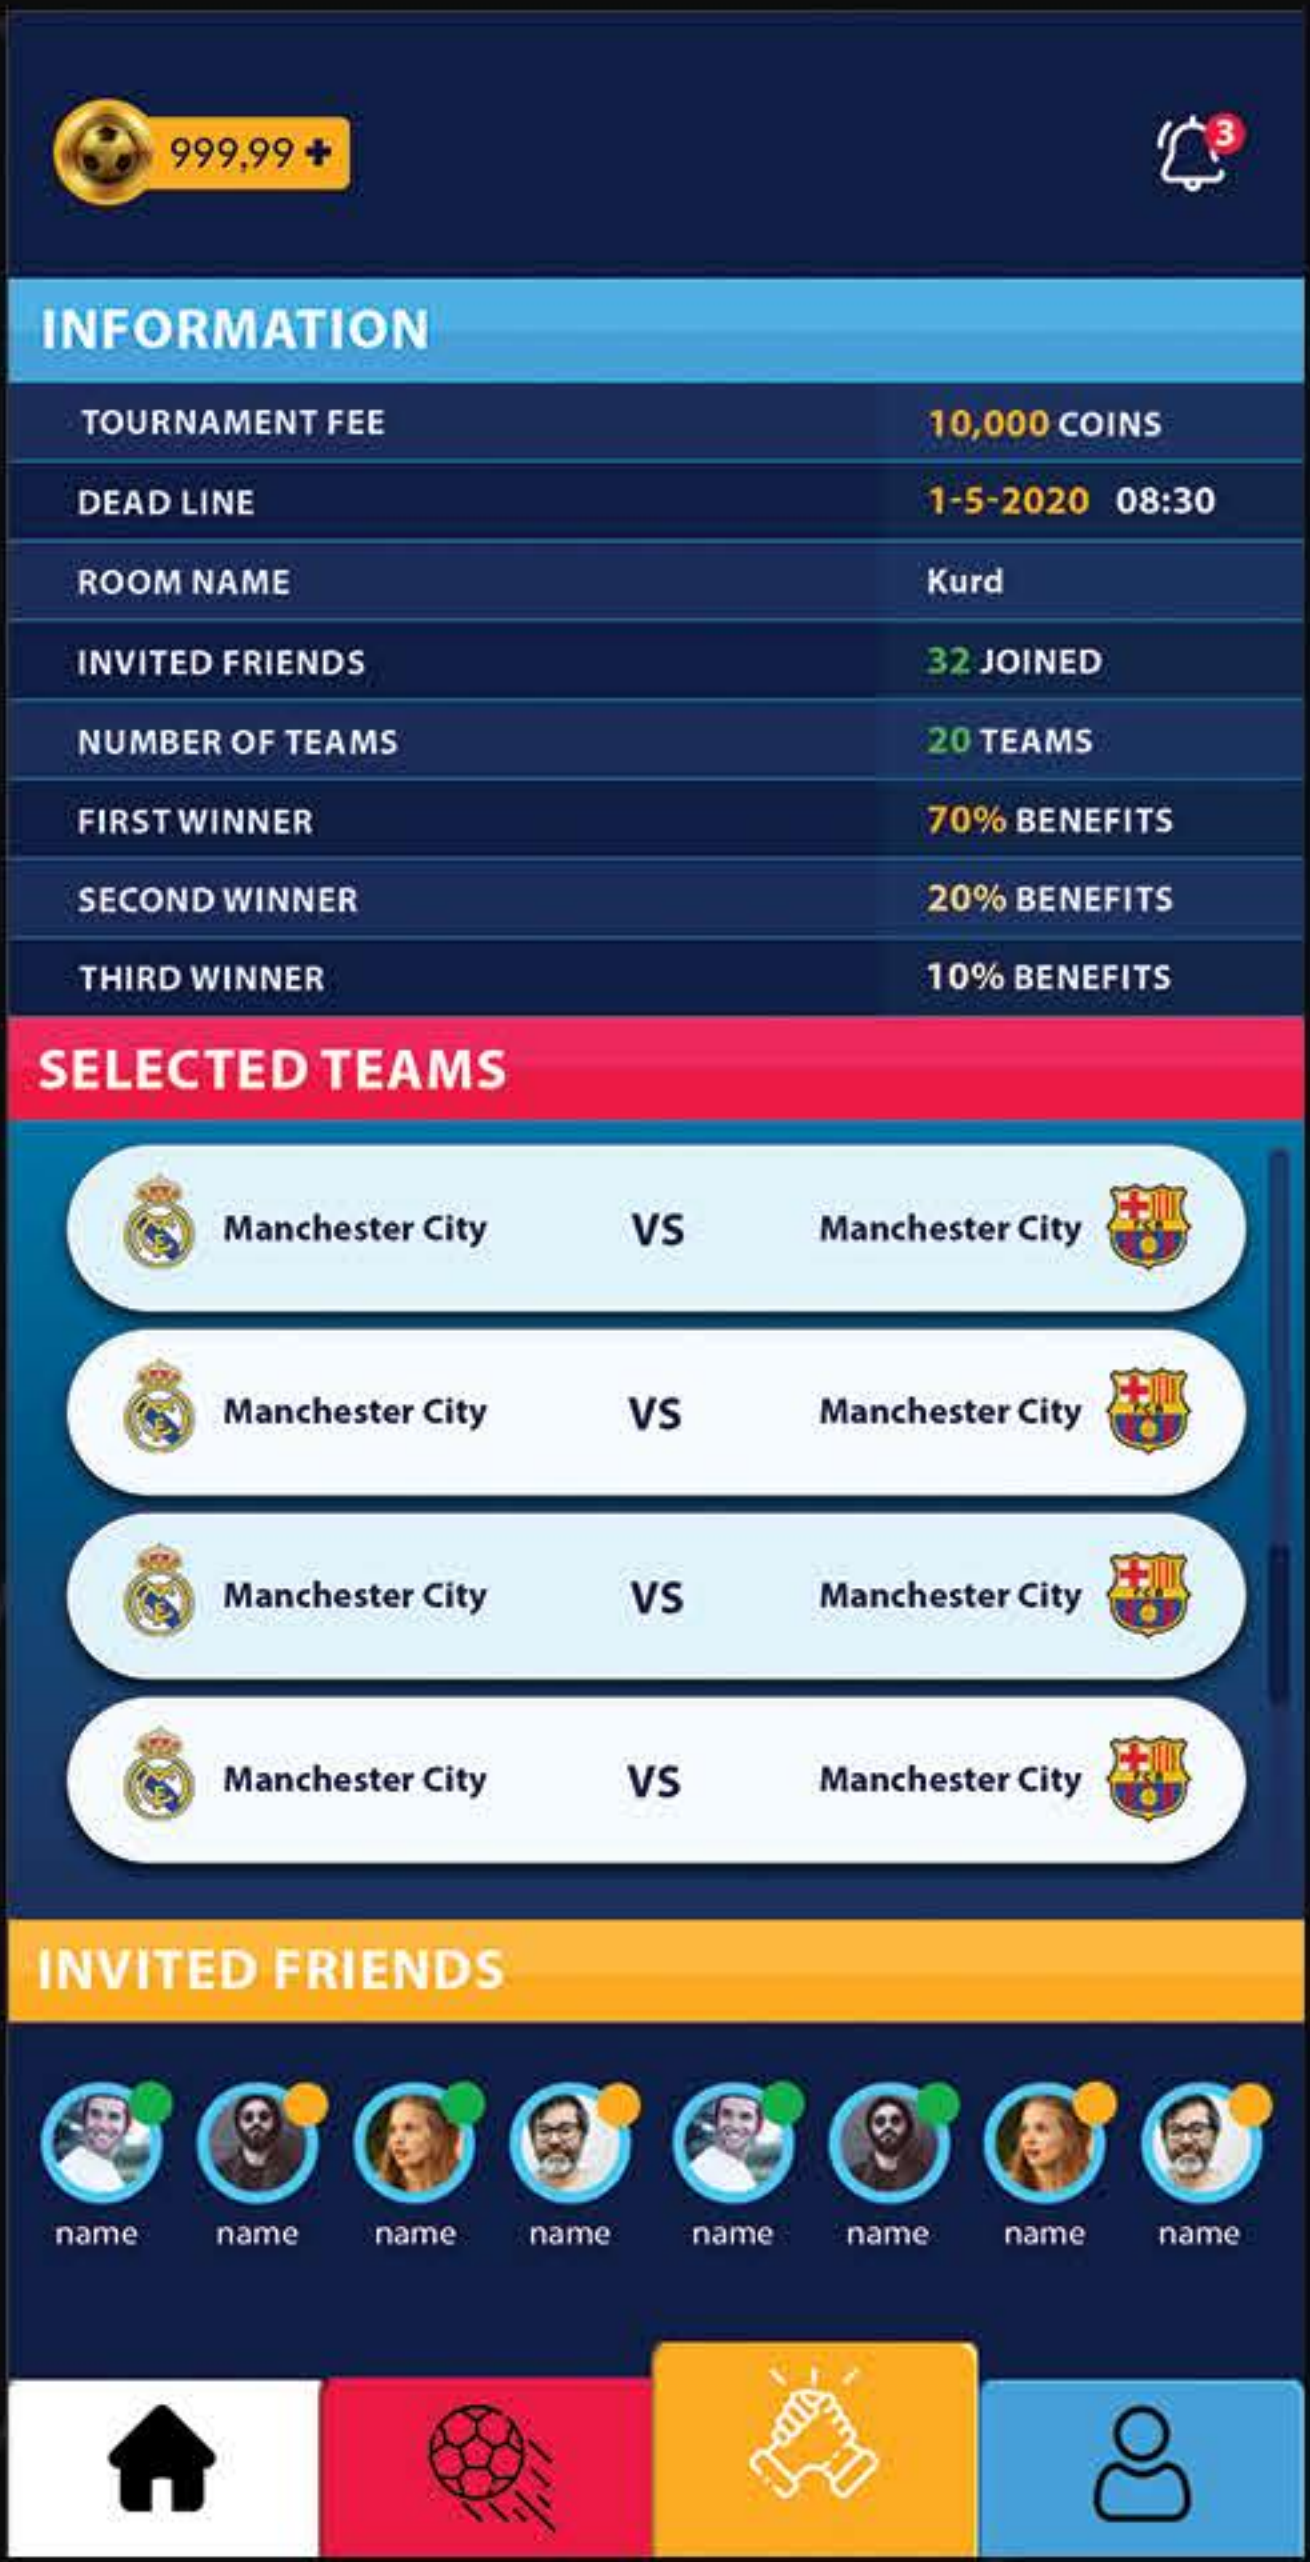 999,99 +
3
INFORMATION
TOURNAMENT FEE 10,000 COINS
DEAD LINE 1-5-2020 08:30
ROOM NAME Kurd
INVITED FRIENDS 32 JOINED
NUMBER OF TEAMS 20 TEAMS
FIRST WINNER 70% BENEFITS
SECOND WINNER 20% BENEFITS
THIRD WINNER 10% BENEFITS
SELECTED TEAMS
Manchester City VS Manchester City
Manchester City VS Manchester City
Manchester City VS Manchester City
Manchester City VS Manchester City
INVITED FRIENDS
name name name name name name name name